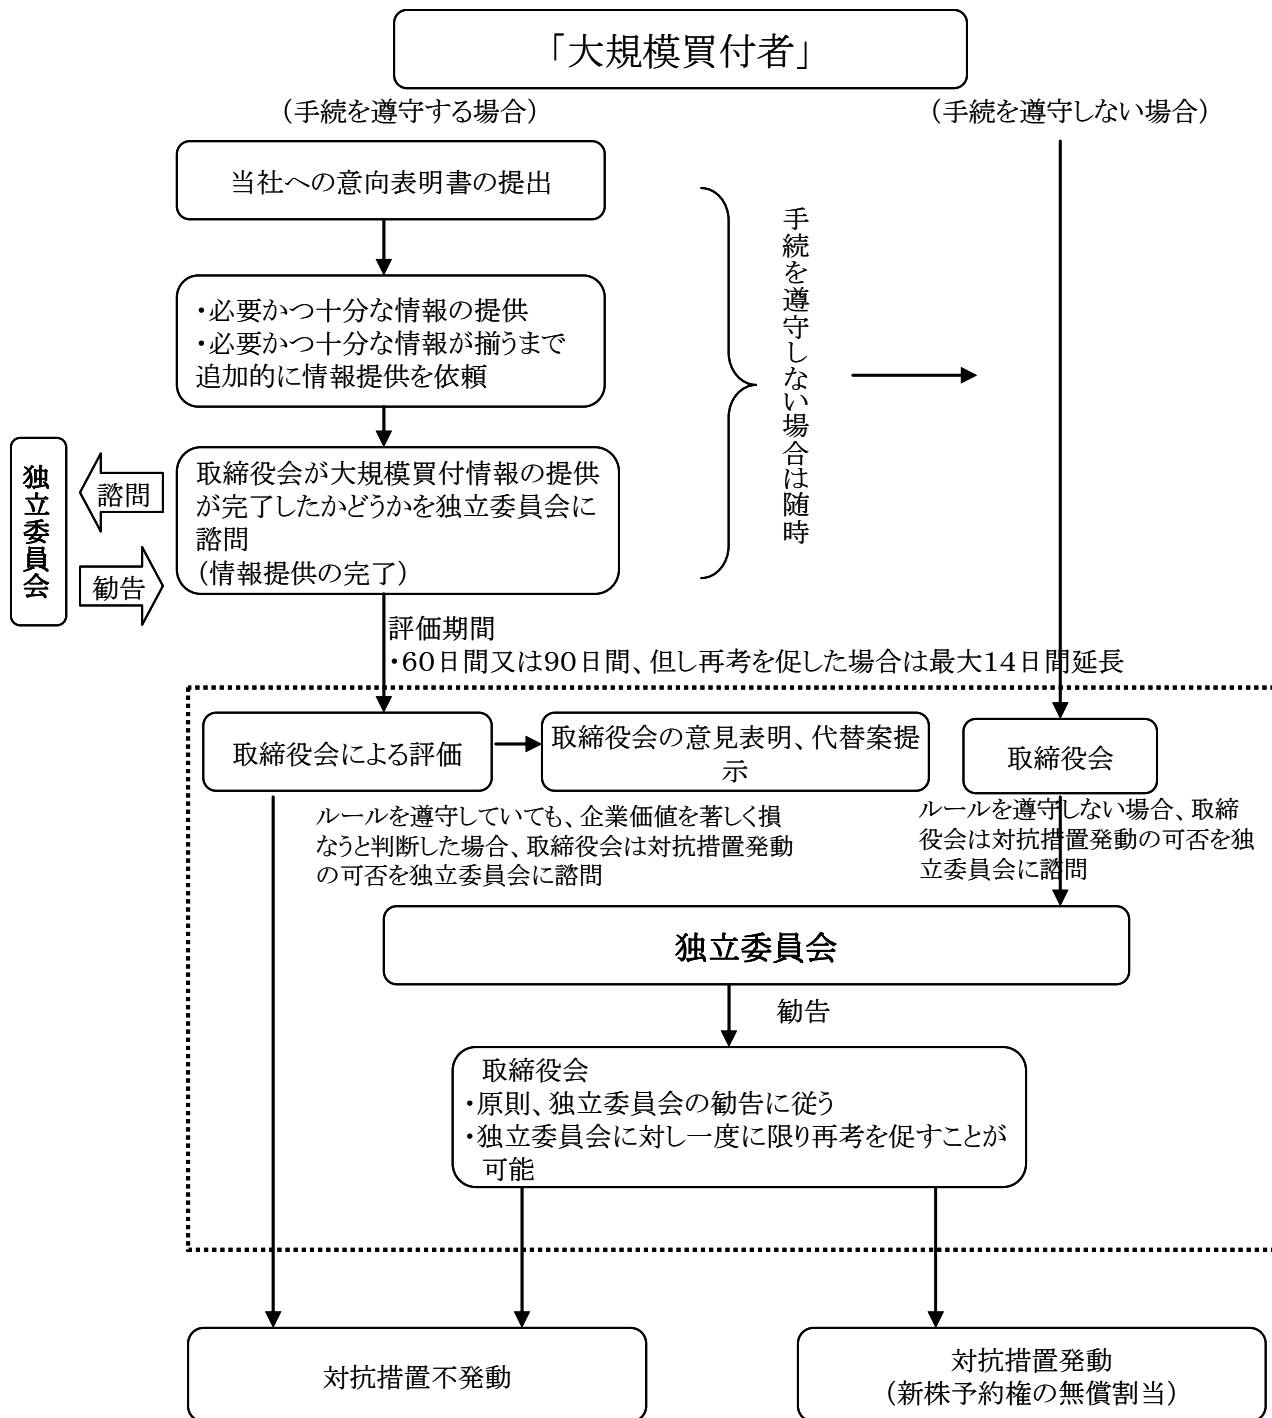 「大規模買付者」
（手続を遵守する場合）
（手続を遵守しない場合）
当社への意向表明書の提出
・必要かつ十分な情報の提供
・必要かつ十分な情報が揃うまで
追加的に情報提供を依頼
手続を遵守しない場合は随時
独立委員会
諮問
勧告
取締役会が大規模買付情報の提供
が完了したかどうかを独立委員会に
諮問
（情報提供の完了）
評価期間
・60日間又は90日間、但し再考を促した場合は最大14日間延長
取締役会による評価
取締役会の意見表明、代替案提
示
取締役会
ルールを遵守していても、企業価値を著しく損
なうと判断した場合、取締役会は対抗措置発動
の可否を独立委員会に諮問
ルールを遵守しない場合、取締
役会は対抗措置発動の可否を独
立委員会に諮問
独立委員会
勧告
取締役会
・原則、独立委員会の勧告に従う
・独立委員会に対し一度に限り再考を促すことが
可能
対抗措置不発動
対抗措置発動
（新株予約権の無償割当）